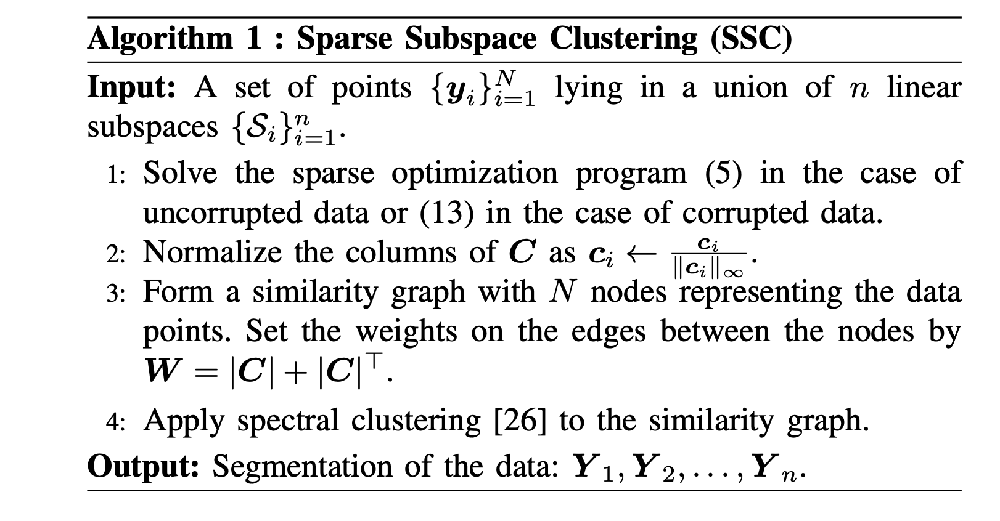 Algorithm 1 : Sparse Subspace Clustering (SSC)
Input: A set of points $\{\boldsymbol{y}_i\}_{i=1}^{N}$ lying in a union of $n$ linear
subspaces $\{\mathcal{S}_i\}_{i=1}^{n}$.
1: Solve the sparse optimization program (5) in the case of
uncorrupted data or (13) in the case of corrupted data.
2: Normalize the columns of $\boldsymbol{C}$ as $\boldsymbol{c}_i \leftarrow \frac{\boldsymbol{c}_i}{\|\boldsymbol{c}_i\|_\infty}$.
3: Form a similarity graph with $N$ nodes representing the data
points. Set the weights on the edges between the nodes by
$\boldsymbol{W} = |\boldsymbol{C}| + |\boldsymbol{C}|^\top$.
4: Apply spectral clustering [26] to the similarity graph.
Output: Segmentation of the data: $\boldsymbol{Y}_1, \boldsymbol{Y}_2, \ldots, \boldsymbol{Y}_n$.